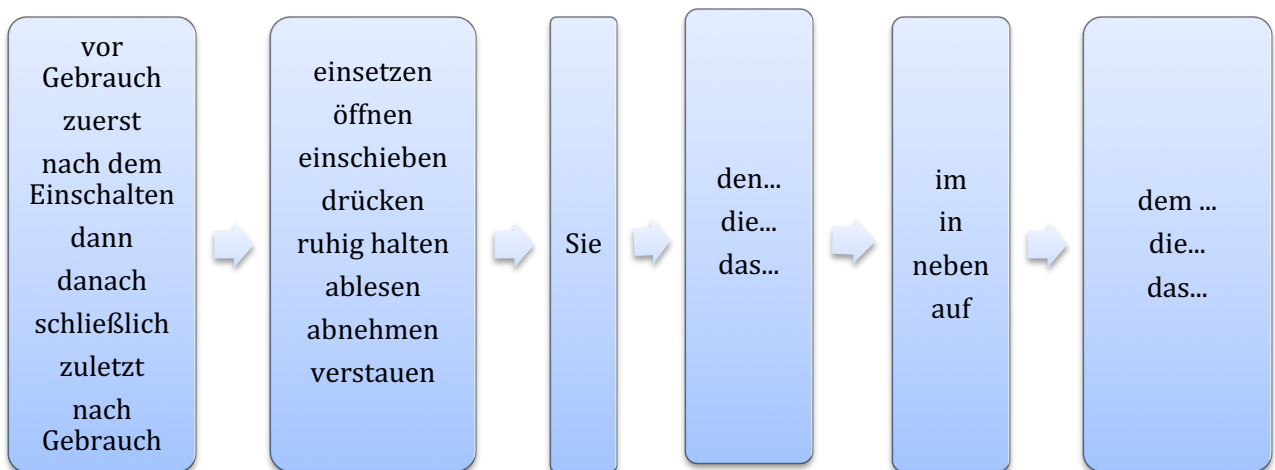 vor
Gebrauch
zuerst
nach dem
Einschalten
dann
danach
schließlich
zuletzt
nach
Gebrauch
einsetzen
öffnen
einschieben
drücken
ruhig halten
ablesen
abnehmen
verstauen
Sie
den...
die...
das...
im
in
neben
auf
dem ...
die...
das...